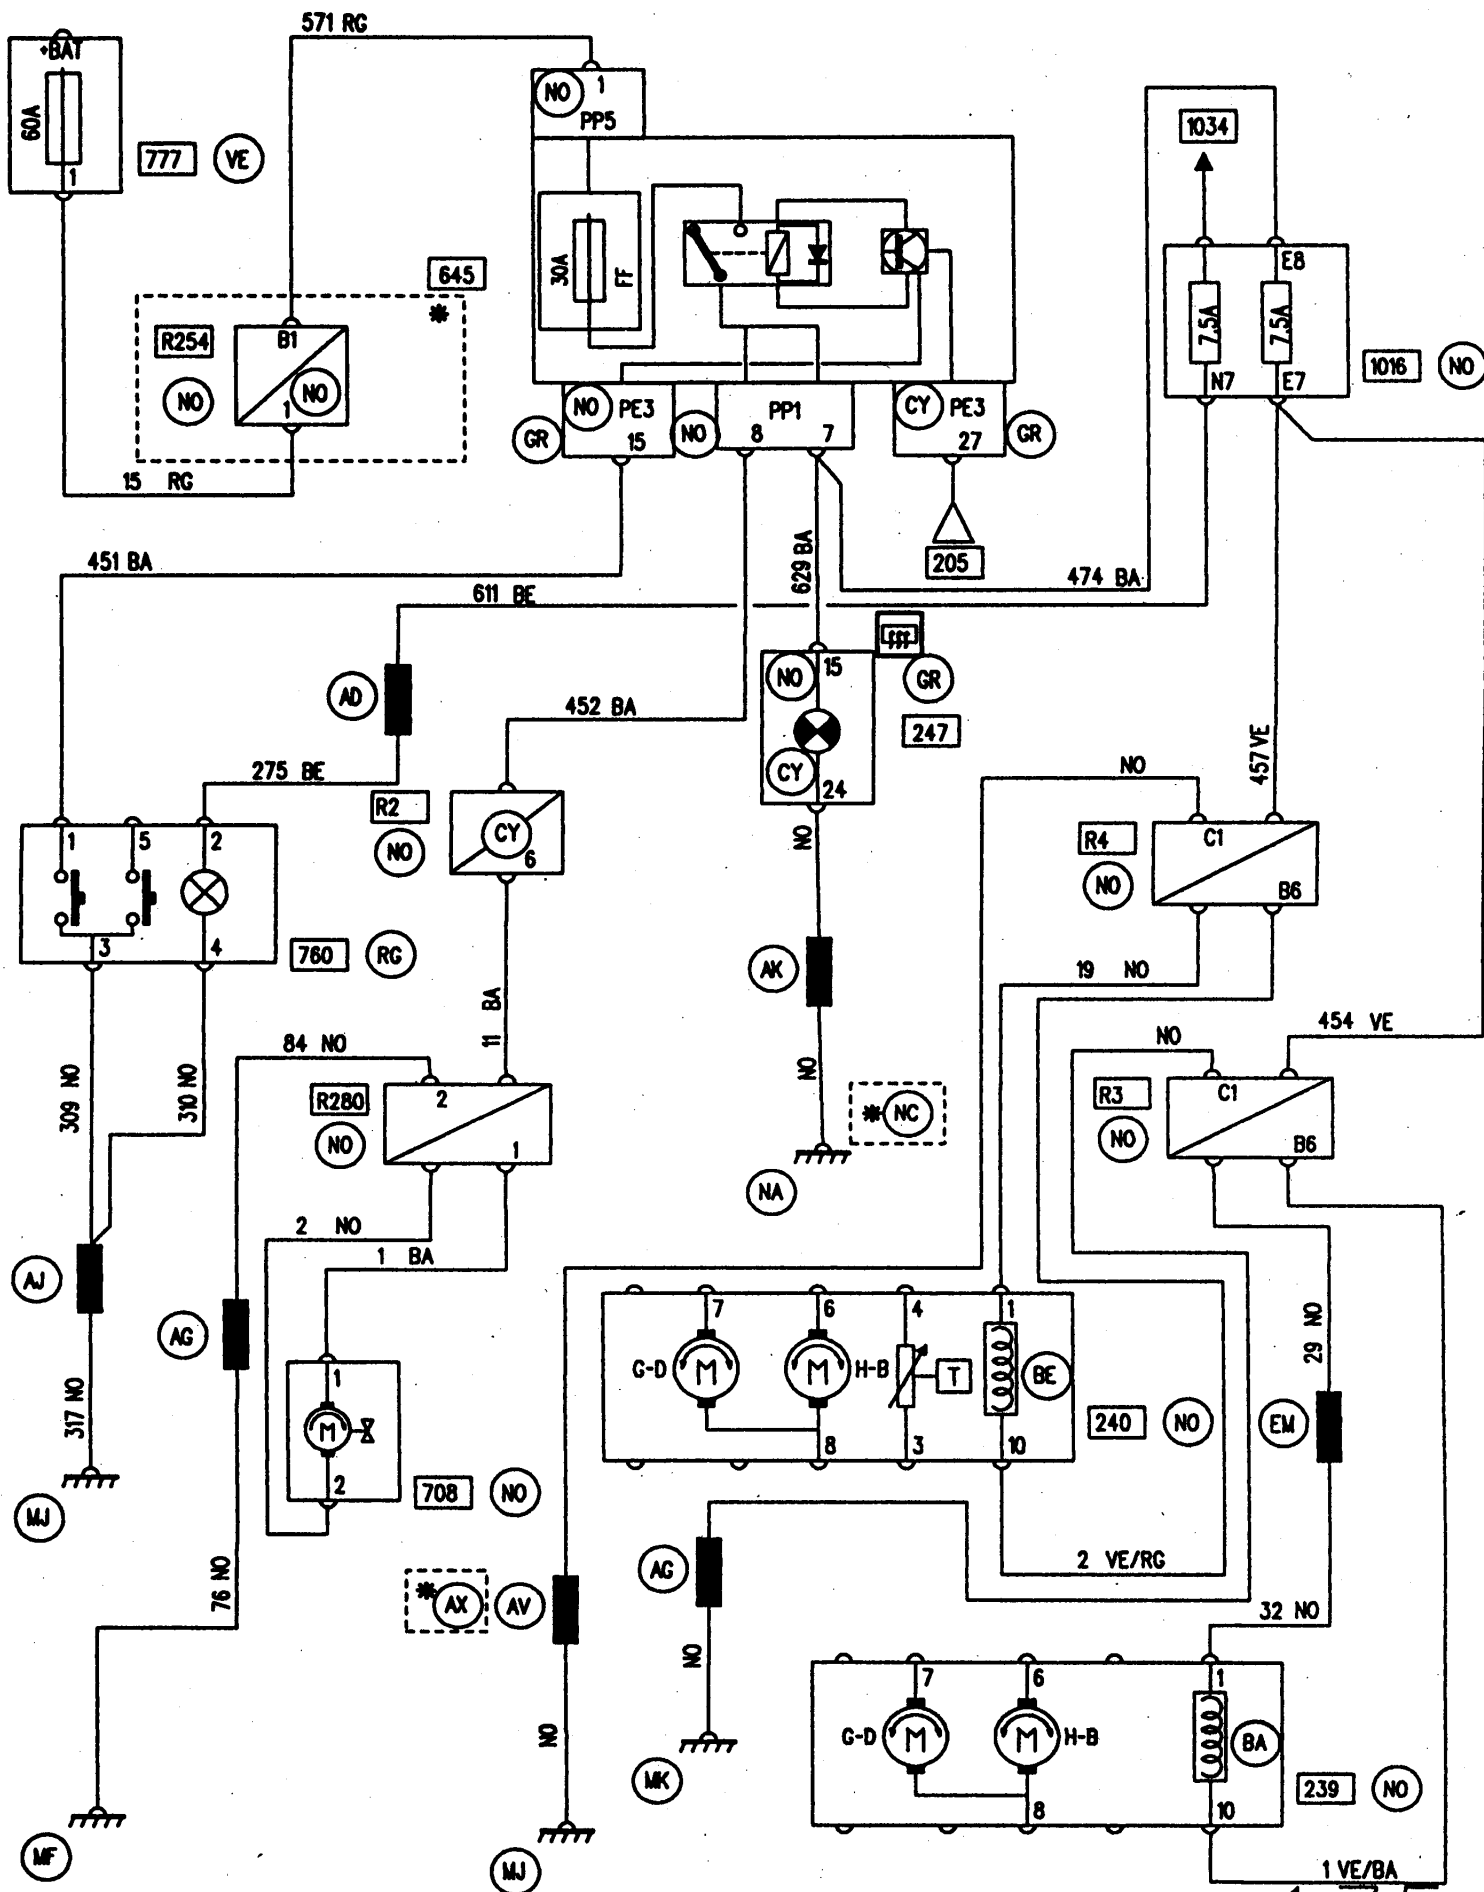 571 RG
+BAT
60A
1
777 VE
NO 1
PP5
30A
FF
1034
E8
7.5A
7.5A
N7 E7
1016 NO
645
*
R254
B1
NO
1 NO
NO PE3
GR 15
NO
PP1
8 7
CY PE3
27 GR
15 RG
451 BA
611 BE
629 BA
205
474 BA
AD
452 BA
NO 15
GR
247
CY
24
275 BE
R2
NO
CY
6
NO
457 VE
NO
C1
R4
NO
B6
1 5 2
3 4
760 RG
AK
19 NO
454 VE
11 BA
84 NO
309 NO
310 NO
R280
NO
2
1
NO
* NC
NA
NO
R3
C1
NO
B6
2 NO
1 BA
AJ
AG
317 NO
MJ
1
M
2
708 NO
7 6 4 1
G-D M M H-B T BE
8 3 10
240 NO
29 NO
EM
76 NO
* AX AV
AG
2 VE/RG
32 NO
NO
NO
MK
MF
MJ
7 6 1
G-D M M H-B BA
8 10
239 NO
1 VE/BA